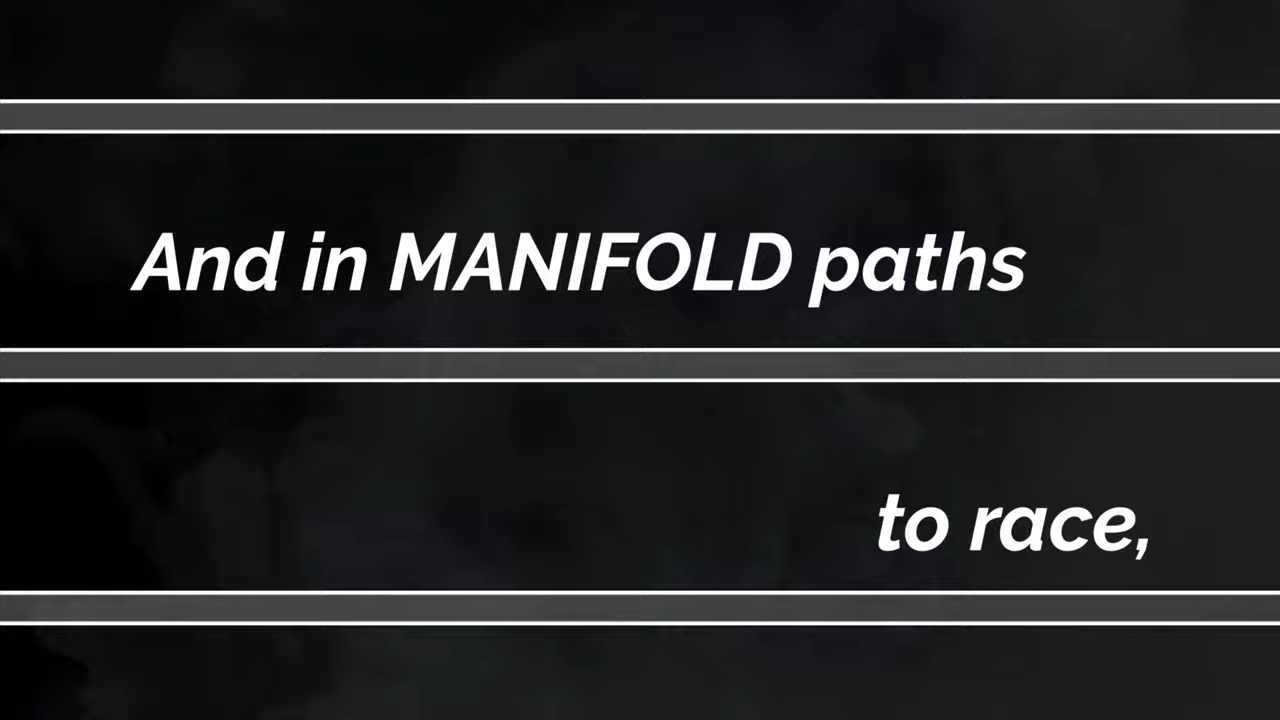 And in MANIFOLD paths
to race,